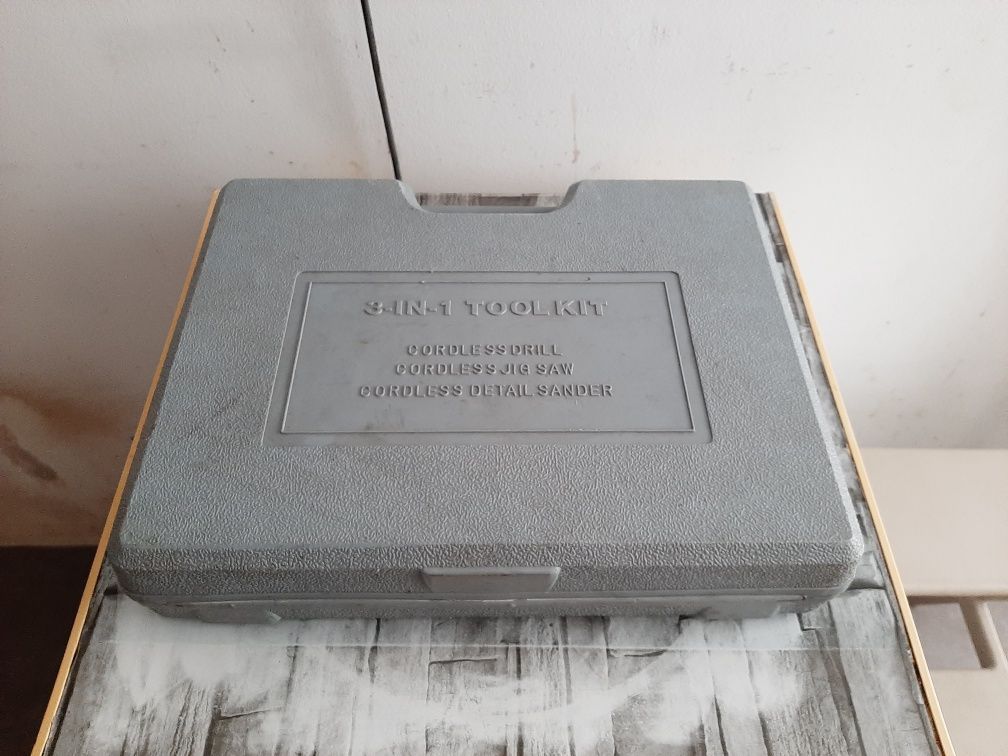 3-IN-1 TOOL KIT
CORDLESS DRILL
CORDLESS JIG SAW
CORDLESS DETAIL SANDER